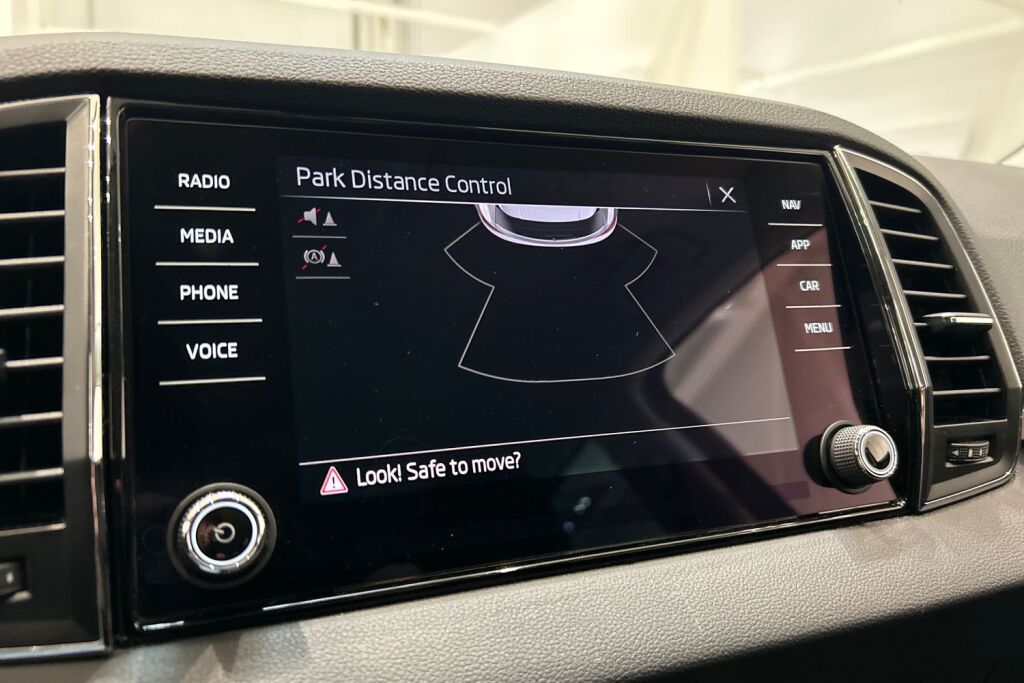 RADIO
MEDIA
PHONE
VOICE
Park Distance Control
Look! Safe to move?
NAV
APP
CAR
MENU